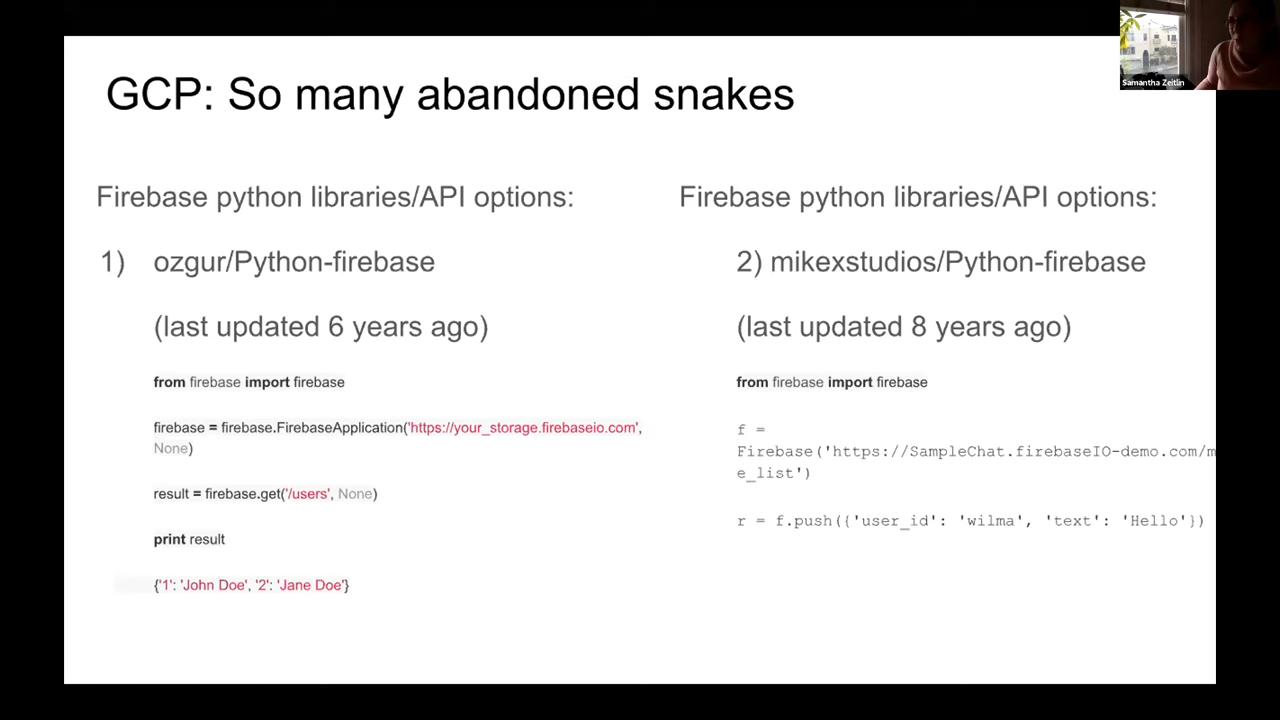 GCP: So many abandoned snakes
Samantha Zeitlin
Firebase python libraries/API options:
1) ozgur/Python-firebase
(last updated 6 years ago)
from firebase import firebase
firebase = firebase.FirebaseApplication('https://your_storage.firebaseio.com',
None)
result = firebase.get('/users', None)
print result
{'1': 'John Doe', '2': 'Jane Doe'}
Firebase python libraries/API options:
2) mikexstudios/Python-firebase
(last updated 8 years ago)
from firebase import firebase
f =
Firebase('https://SampleChat.firebaseIO-demo.com/m
e_list')
r = f.push({'user_id': 'wilma', 'text': 'Hello'})